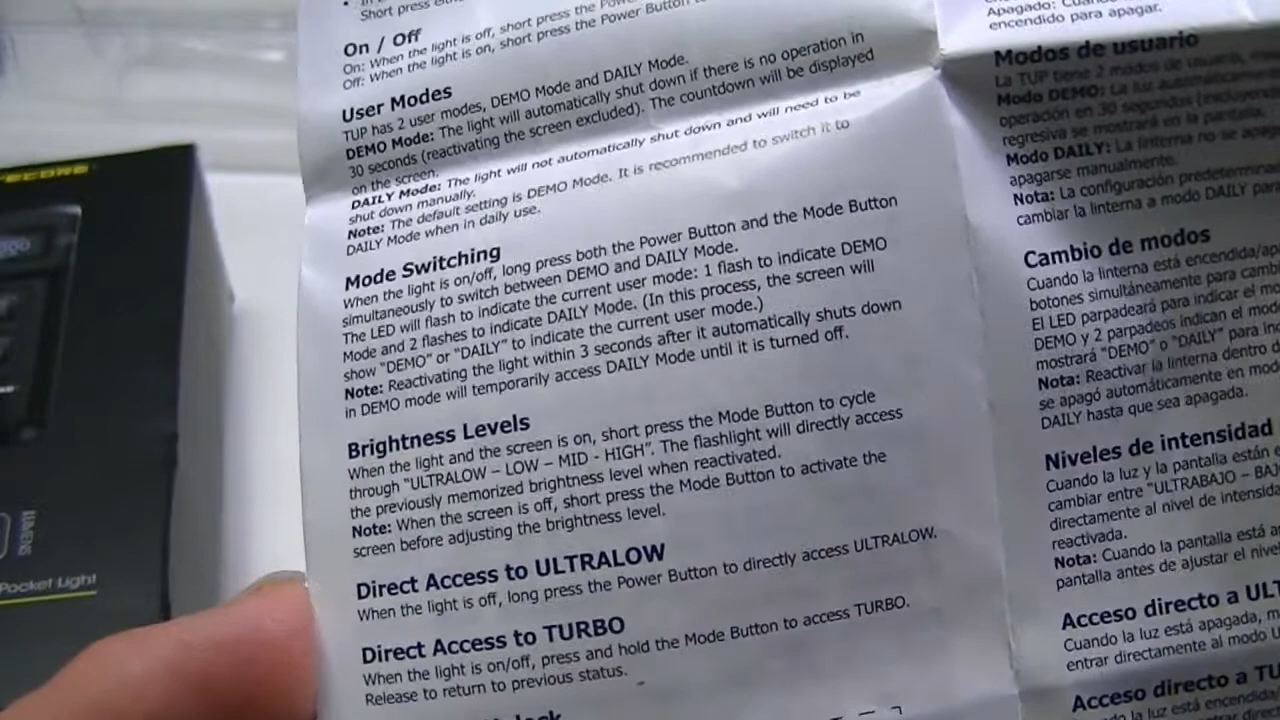 Short press
On / Off
On: When the light is off, short press the Power
Off: When the light is on, short press the Power Button
User Modes
TUP has 2 user modes, DEMO Mode and DAILY Mode.
DEMO Mode: The light will automatically shut down if there is no operation in
30 seconds (reactivating the screen excluded). The countdown will be displayed
on the screen.
DAILY Mode: The light will not automatically shut down and will need to be
shut down manually.
Note: The default setting is DEMO Mode. It is recommended to switch it to
DAILY Mode when in daily use.
Mode Switching
When the light is on/off, long press both the Power Button and the Mode Button
simultaneously to switch between DEMO and DAILY Mode.
The LED will flash to indicate the current user mode: 1 flash to indicate DEMO
Mode and 2 flashes to indicate DAILY Mode. (In this process, the screen will
show "DEMO" or "DAILY" to indicate the current user mode.)
Note: Reactivating the light within 3 seconds after it automatically shuts down
in DEMO mode will temporarily access DAILY Mode until it is turned off.
Brightness Levels
When the light and the screen is on, short press the Mode Button to cycle
through "ULTRALOW – LOW – MID - HIGH". The flashlight will directly access
the previously memorized brightness level when reactivated.
Note: When the screen is off, short press the Mode Button to activate the
screen before adjusting the brightness level.
Direct Access to ULTRALOW
When the light is off, long press the Power Button to directly access ULTRALOW.
Direct Access to TURBO
When the light is on/off, press and hold the Mode Button to access TURBO.
Release to return to previous status.
Apagado:
encendido para apagar.
Modos de usuario
La TUP tiene 2 modos de usuario,
Modo DEMO: La luz
operación en 30 segundos
regresiva se mostrará en la pantalla.
Modo DAILY: La linterna no se
apagarse manualmente.
Nota: La configuración
cambiar la linterna a modo DAILY
Cambio de modos
Cuando la linterna está
botones simultáneamente para
El LED parpadeará para indicar el
DEMO y 2 parpadeos indican el
mostrará "DEMO" o "DAILY" para
Nota: Reactivar la linterna dentro
se apagó automáticamente en
DAILY hasta que sea apagada.
Niveles de intensidad
Cuando la luz y la pantalla están
cambiar entre "ULTRABAJO –
directamente al nivel de
reactivada.
Nota: Cuando la pantalla está
pantalla antes de ajustar el
Acceso directo a
Cuando la luz está apagada,
entrar directamente al modo
Acceso directo a
la luz está
Pocket Light